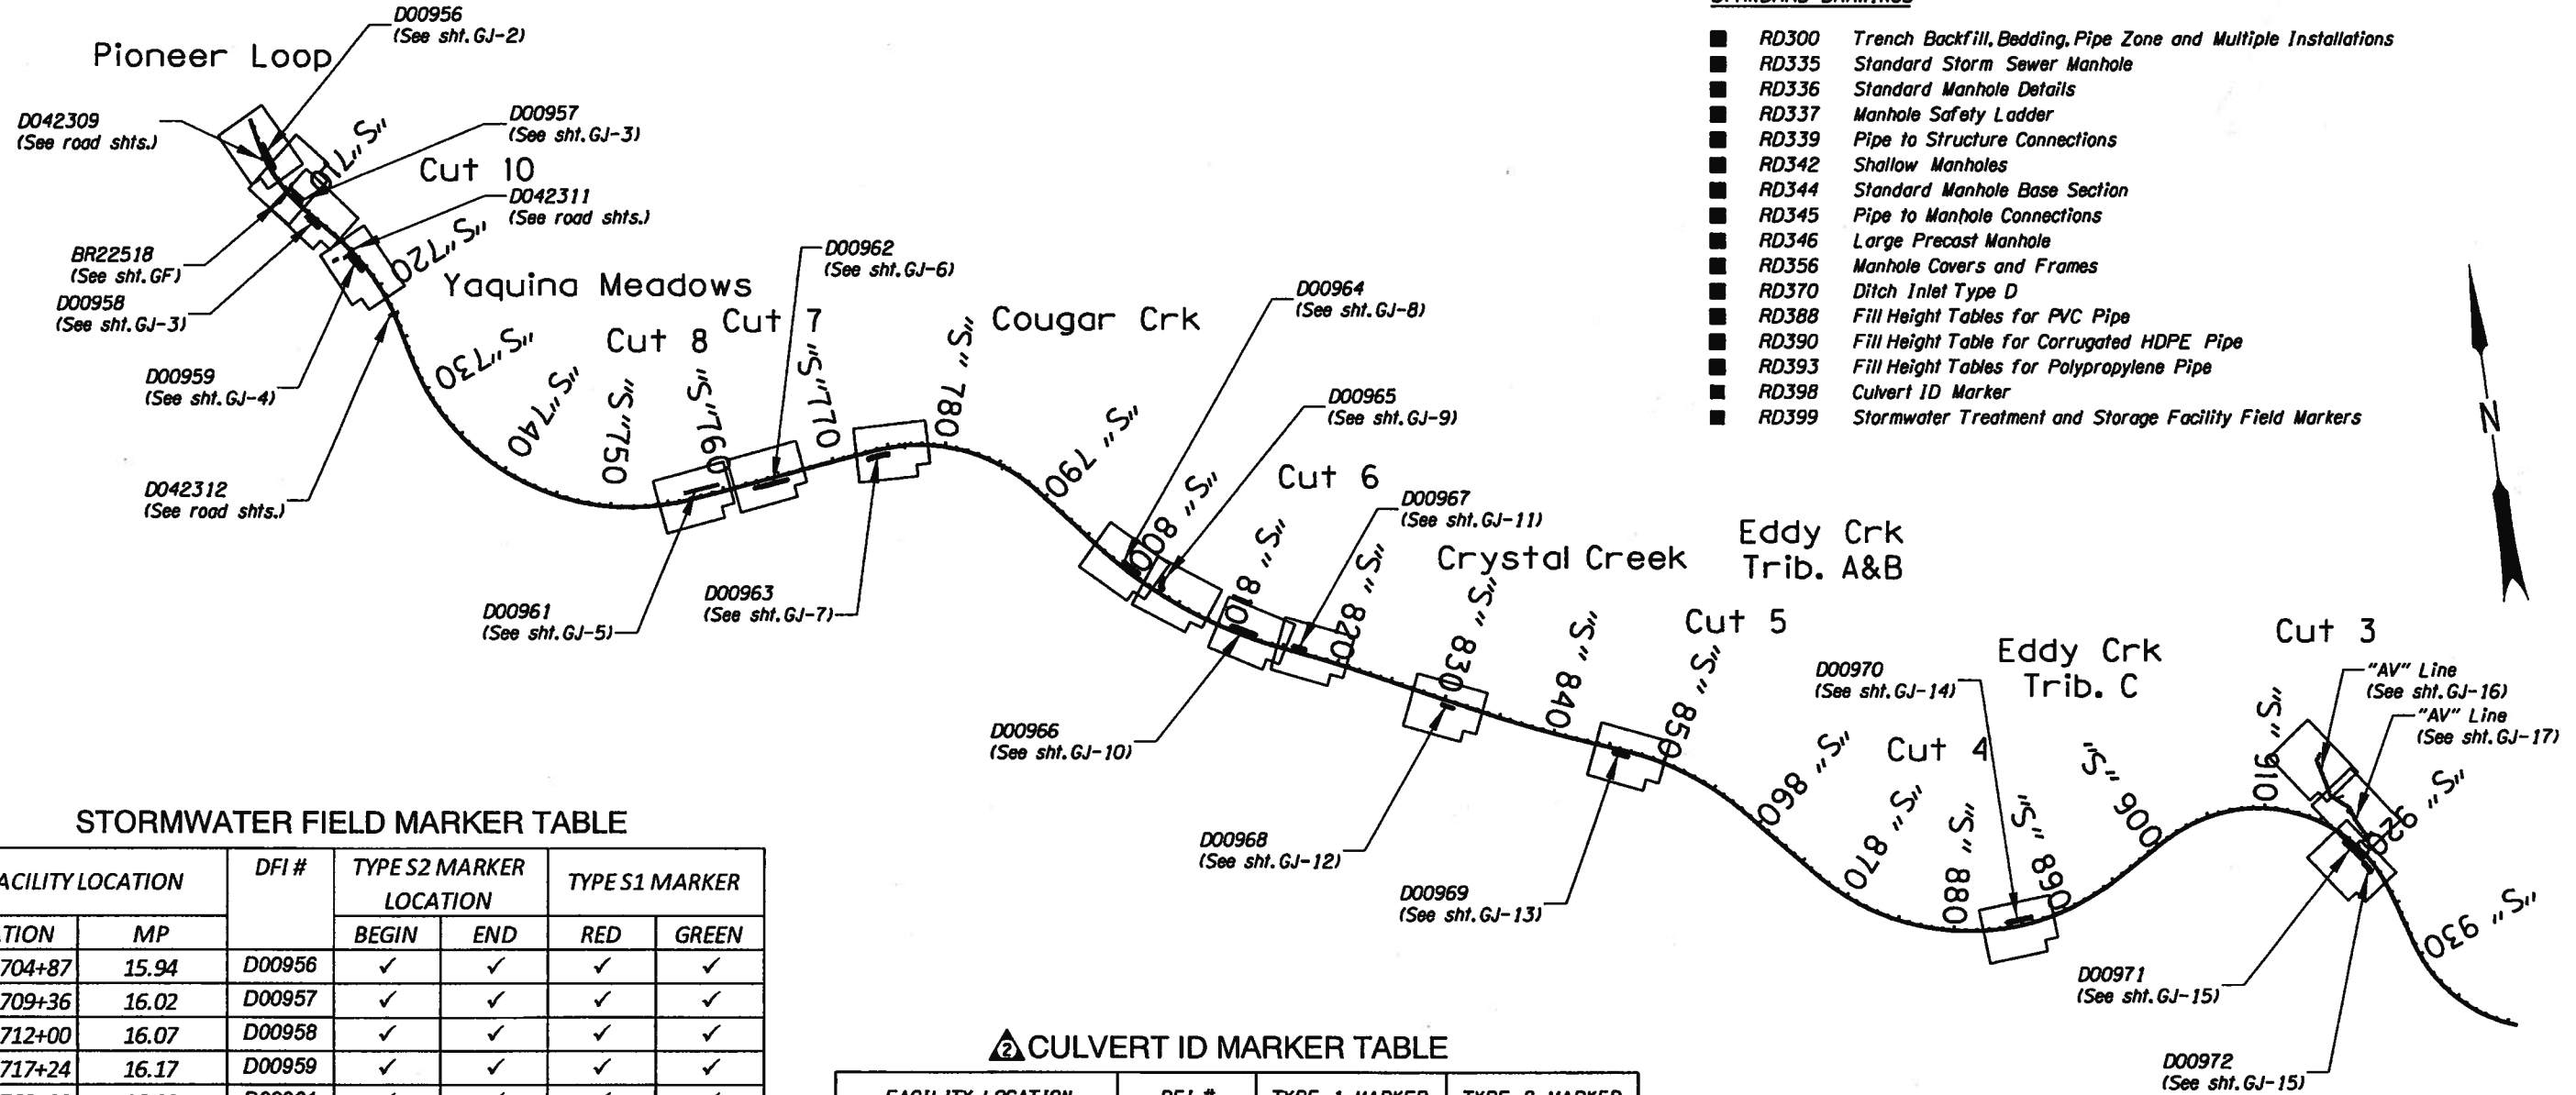 STANDARD DRAWINGS
RD300 Trench Backfill, Bedding, Pipe Zone and Multiple Installations
RD335 Standard Storm Sewer Manhole
RD336 Standard Manhole Details
RD337 Manhole Safety Ladder
RD339 Pipe to Structure Connections
RD342 Shallow Manholes
RD344 Standard Manhole Base Section
RD345 Pipe to Manhole Connections
RD346 Large Precast Manhole
RD356 Manhole Covers and Frames
RD370 Ditch Inlet Type D
RD388 Fill Height Tables for PVC Pipe
RD390 Fill Height Table for Corrugated HDPE Pipe
RD393 Fill Height Tables for Polypropylene Pipe
RD398 Culvert ID Marker
RD399 Stormwater Treatment and Storage Facility Field Markers
N
D00956
(See sht. GJ-2)
Pioneer Loop
D042309
(See road shts.)
D00957
(See sht. GJ-3)
"S" 710
Cut 10
D042311
(See road shts.)
BR22518
(See sht. GF)
D00958
(See sht. GJ-3)
"S" 720
Yaquina Meadows
D00959
(See sht. GJ-4)
D042312
(See road shts.)
"S" 730
"S" 740
"S" 750
Cut 8
"S" 760
Cut 7
"S" 770
D00962
(See sht. GJ-6)
"S" 780
Cougar Crk
D00961
(See sht. GJ-5)
D00963
(See sht. GJ-7)
"S" 790
D00964
(See sht. GJ-8)
D00965
(See sht. GJ-9)
"S" 800
Cut 6
"S" 810
D00967
(See sht. GJ-11)
"S" 820
D00966
(See sht. GJ-10)
Crystal Creek
"S" 830
Eddy Crk
Trib. A&B
"S" 840
Cut 5
"S" 850
D00968
(See sht. GJ-12)
D00969
(See sht. GJ-13)
"S" 860
"S" 870
Cut 4
"S" 880
D00970
(See sht. GJ-14)
"S" 890
Eddy Crk
Trib. C
"S" 900
"S" 910
Cut 3
"AV" Line
(See sht. GJ-16)
"AV" Line
(See sht. GJ-17)
"S" 920
"S" 930
D00971
(See sht. GJ-15)
D00972
(See sht. GJ-15)
STORMWATER FIELD MARKER TABLE
ACILITY LOCATION DFI # TYPE S2 MARKER LOCATION TYPE S1 MARKER
TION MP BEGIN END RED GREEN
704+87 15.94 D00956 ✓ ✓ ✓ ✓
709+36 16.02 D00957 ✓ ✓ ✓ ✓
712+00 16.07 D00958 ✓ ✓ ✓ ✓
717+24 16.17 D00959 ✓ ✓ ✓ ✓
2 CULVERT ID MARKER TABLE
FACILITY LOCATION DFI # TYPE 1 MARKER TYPE 2 MARKER